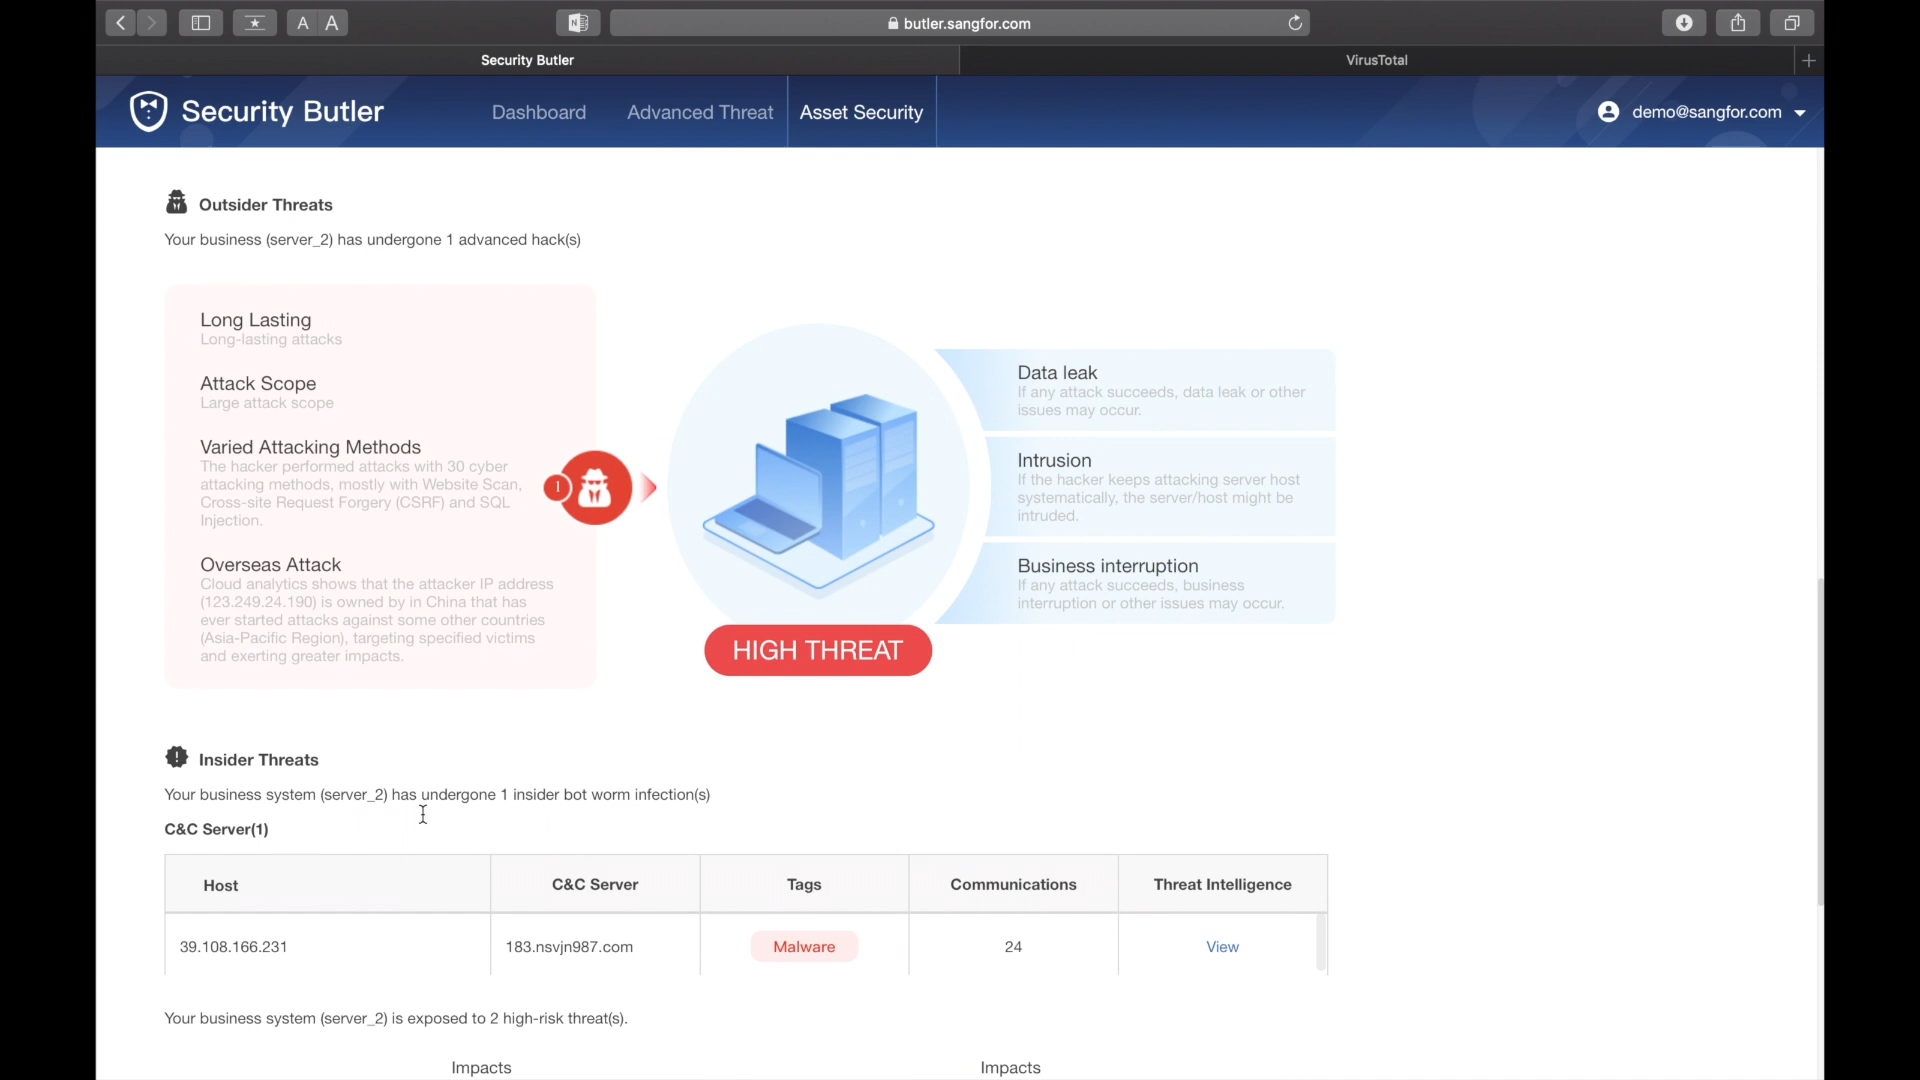 A A
butler.sangfor.com
Security Butler
VirusTotal
Security Butler
Dashboard
Advanced Threat
Asset Security
demo@sangfor.com
Outsider Threats
Your business (server_2) has undergone 1 advanced hack(s)
Long Lasting
Long-lasting attacks
Attack Scope
Large attack scope
Varied Attacking Methods
The hacker performed attacks with 30 cyber
attacking methods, mostly with Website Scan,
Cross-site Request Forgery (CSRF) and SQL
Injection.
Overseas Attack
Cloud analytics shows that the attacker IP address
(123.249.24.190) is owned by in China that has
ever started attacks against some other countries
(Asia-Pacific Region), targeting specified victims
and exerting greater impacts.
1
HIGH THREAT
Data leak
If any attack succeeds, data leak or other
issues may occur.
Intrusion
If the hacker keeps attacking server host
systematically, the server/host might be
intruded.
Business interruption
If any attack succeeds, business
interruption or other issues may occur.
Insider Threats
Your business system (server_2) has undergone 1 insider bot worm infection(s)
C&C Server(1)
Host
C&C Server
Tags
Communications
Threat Intelligence
39.108.166.231
183.nsvjn987.com
Malware
24
View
Your business system (server_2) is exposed to 2 high-risk threat(s).
Impacts
Impacts